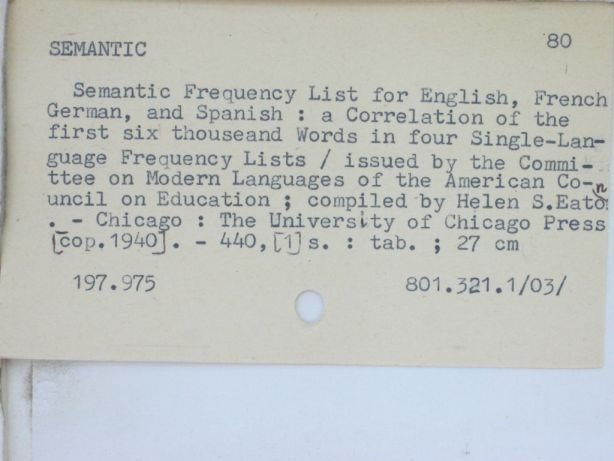 SEMANTIC
80
Semantic Frequency List for English, French
German, and Spanish : a Correlation of the
first six thouseand Words in four Single-Lan-
guage Frequency Lists / issued by the Commi-
ttee on Modern Languages of the American Co-
uncil on Education ; compiled by Helen S.Eaton
. - Chicago : The University of Chicago Press
[cop.1940]. - 440,[1] s. : tab. ; 27 cm
197.975
801.321.1/03/